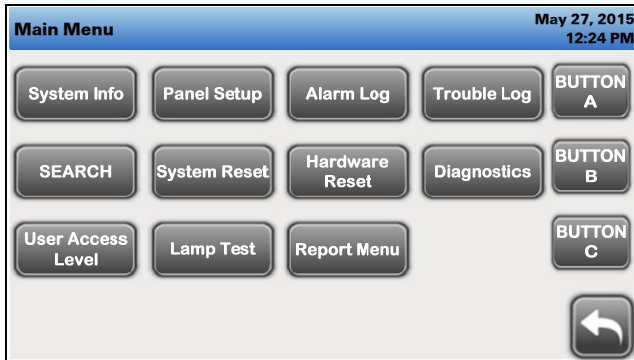 Main Menu
May 27, 2015
12:24 PM
System Info
Panel Setup
Alarm Log
Trouble Log
BUTTON
A
SEARCH
System Reset
Hardware
Reset
Diagnostics
BUTTON
B
User Access
Level
Lamp Test
Report Menu
BUTTON
C